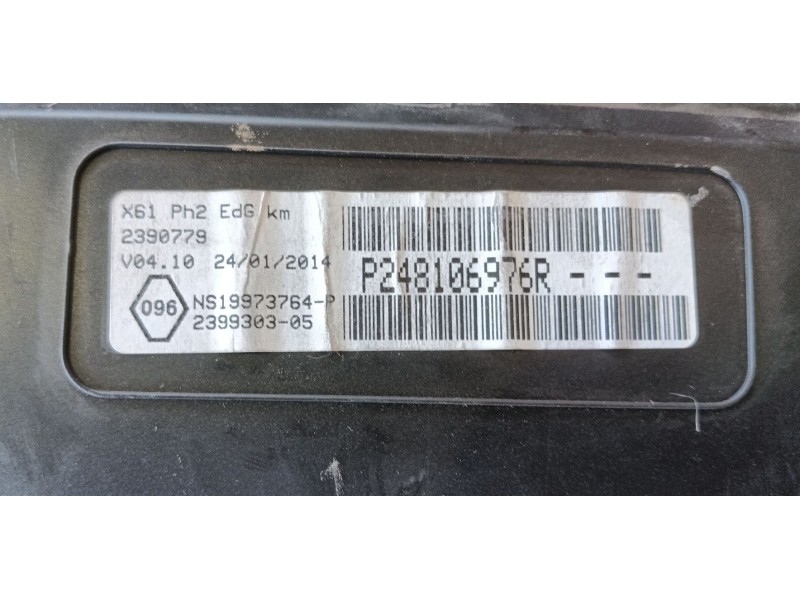 X61 Ph2 EdG km
2390779
V04.10 24/01/2014
096
NS19973764-P
2399303-05
P248106976R - - -